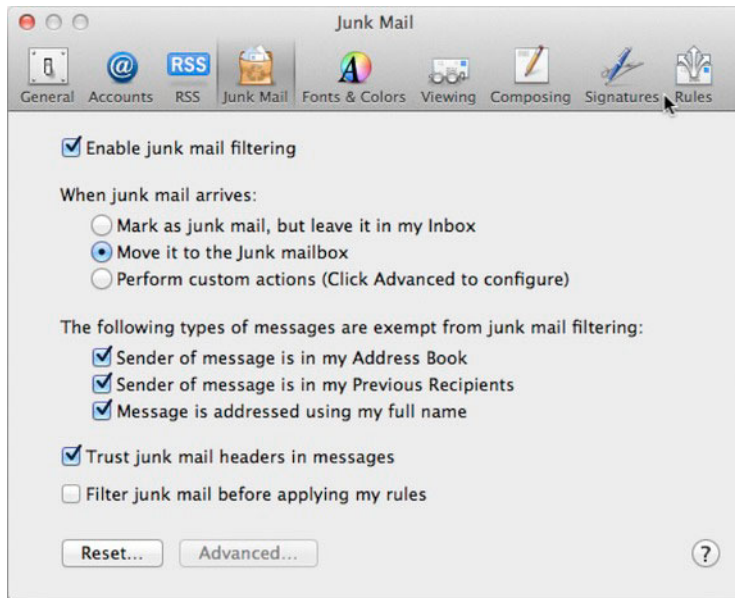 Junk Mail
RSS
General Accounts RSS Junk Mail Fonts & Colors Viewing Composing Signatures Rules
Enable junk mail filtering
When junk mail arrives:
Mark as junk mail, but leave it in my Inbox
Move it to the Junk mailbox
Perform custom actions (Click Advanced to configure)
The following types of messages are exempt from junk mail filtering:
Sender of message is in my Address Book
Sender of message is in my Previous Recipients
Message is addressed using my full name
Trust junk mail headers in messages
Filter junk mail before applying my rules
Reset... Advanced... ?